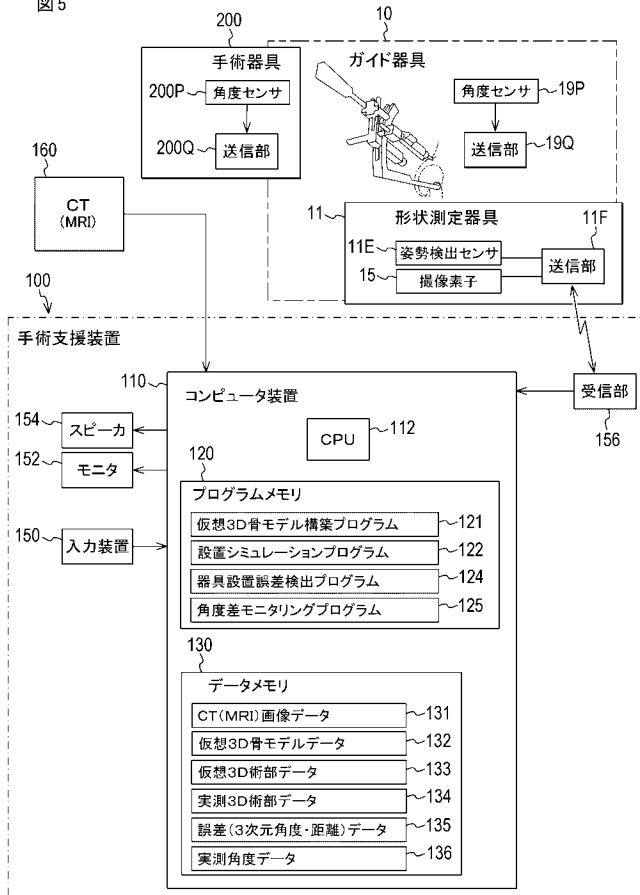 図5
200
手術器具
200P
角度センサ
200Q
送信部
10
ガイド器具
角度センサ
19P
送信部
19Q
160
CT
(MRI)
11
形状測定器具
11F
11E
姿勢検出センサ
送信部
15
撮像素子
100
手術支援装置
110
コンピュータ装置
受信部
156
154
スピーカ
CPU
112
152
モニタ
120
プログラムメモリ
仮想3D骨モデル構築プログラム
121
150
入力装置
設置シミュレーションプログラム
122
器具設置誤差検出プログラム
124
角度差モニタリングプログラム
125
130
データメモリ
CT(MRI)画像データ
131
仮想3D骨モデルデータ
132
仮想3D術部データ
133
実測3D術部データ
134
誤差(3次元角度・距離)データ
135
実測角度データ
136